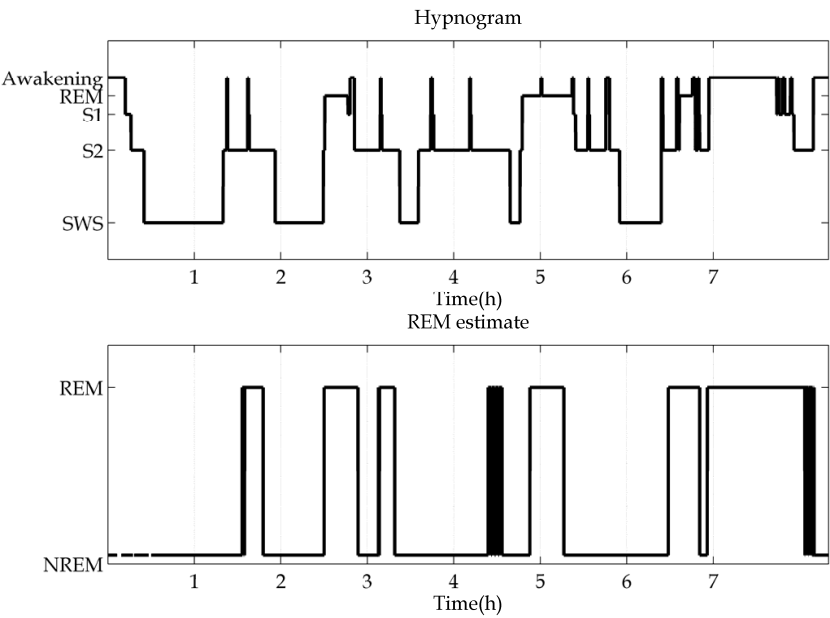 Hypnogram
Awakening
REM
S1
S2
SWS
1 2 3 4 5 6 7
Time(h)
REM estimate
REM
NREM
1 2 3 4 5 6 7
Time(h)